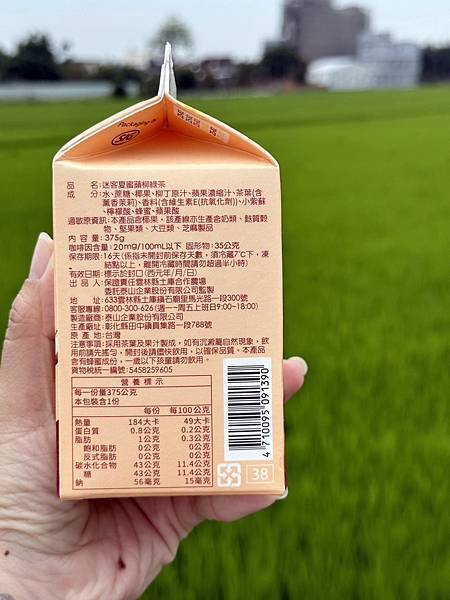 Packaging by
SIG
品　　名:迷客夏蜜蘋柳綠茶
成　　分:水、蔗糖、椰果、柳丁原汁、蘋果濃縮汁、茶葉(含
薰香茉莉)、香料(含維生素E(抗氧化劑))、小紫蘇
、檸檬酸、蜂蜜、蘋果酸
過敏原資訊:本產品含椰果，該產線亦生產含奶類、麩質穀
物、堅果類、大豆類、芝麻製品
內 容 量:375g
咖啡因含量:20mg/100mL以下 固形物:35公克
保存期限:16天(係指未開封前保存天數，須冷藏7℃下，凍
結點以上，離開冷藏時間請勿超過半小時)
有效日期:標示於封口(西元年/月/日)
出 品 人:保證責任雲林縣土庫合作農場
委託泰山企業股份有限公司監製
地　　址:633雲林縣土庫鎮石廟里馬光路一段300號
客服專線:0800-300-626(週一~週五上班日9:00~18:00)
製造廠商:泰山企業股份有限公司
生產廠址:彰化縣田中鎮員集路一段788號
原 產 地:台灣
注意事項:採用茶葉及果汁製成，如有沉澱屬自然現象，飲
用前請先搖勻，開封後請儘快飲用，以確保品質。本產品
含有蜂蜜成份，一歲以下孩童請勿飲用。
貨物稅統一編號:5458259605
營養標示
每一份量375公克
本包裝含1份
每份　每100公克
熱量　184大卡　49大卡
蛋白質　0.8公克　0.2公克
脂肪　1公克　0.3公克
飽和脂肪　0公克　0公克
反式脂肪　0公克　0公克
碳水化合物　43公克　11.4公克
糖　43公克　11.4公克
鈉　56毫克　15毫克
4 710095 091390
38